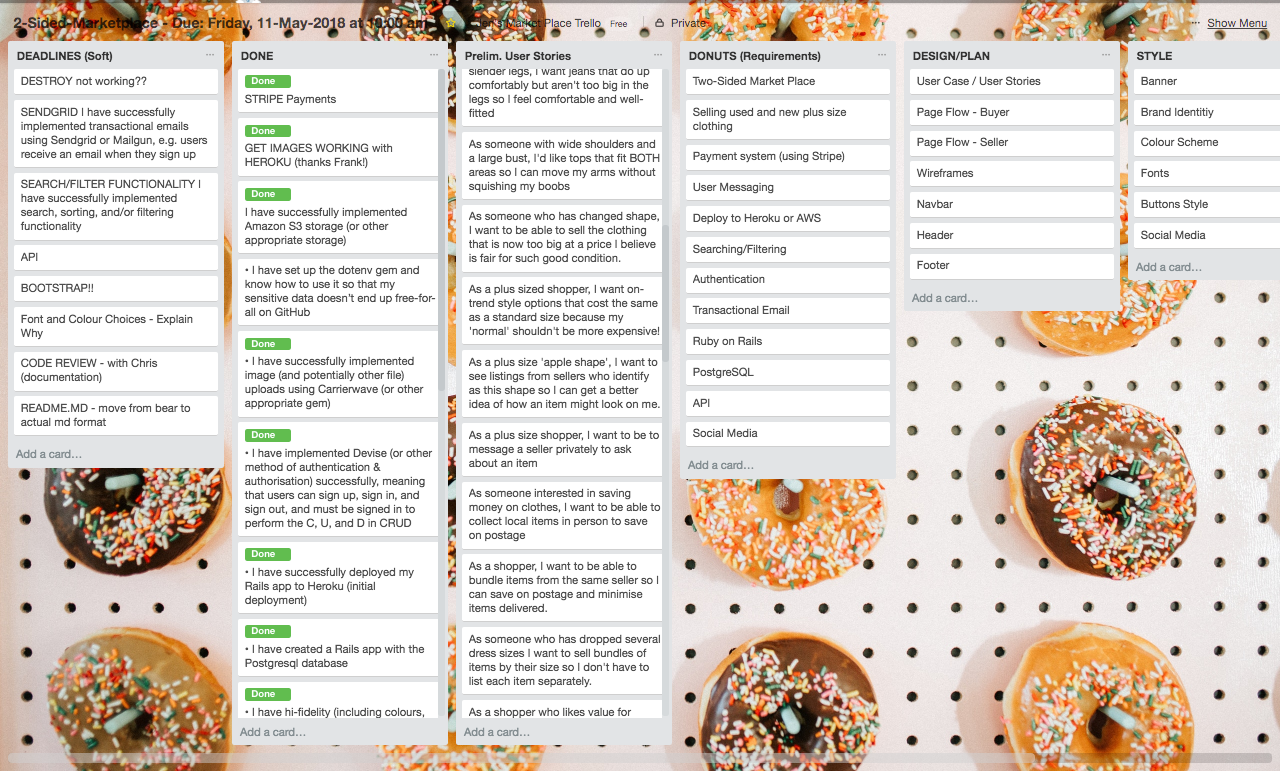 2-Sided-Marketplace - Due: Friday, 11-May-2018 at 10:00 am
Jen's Market Place Trello Free
Private
··· Show Menu
DEADLINES (Soft) ···
DESTROY not working??
SENDGRID I have successfully
implemented transactional emails
using Sendgrid or Mailgun, e.g. users
receive an email when they sign up
SEARCH/FILTER FUNCTIONALITY I
have successfully implemented
search, sorting, and/or filtering
functionality
API
BOOTSTRAP!!
Font and Colour Choices - Explain
Why
CODE REVIEW - with Chris
(documentation)
README.MD - move from bear to
actual md format
Add a card…
DONE ···
Done
STRIPE Payments
Done
GET IMAGES WORKING with
HEROKU (thanks Frank!)
Done
I have successfully implemented
Amazon S3 storage (or other
appropriate storage)
• I have set up the dotenv gem and
know how to use it so that my
sensitive data doesn't end up free-for-
all on GitHub
Done
• I have successfully implemented
image (and potentially other file)
uploads using Carrierwave (or other
appropriate gem)
Done
• I have implemented Devise (or other
method of authentication &
authorisation) successfully, meaning
that users can sign up, sign in, and
sign out, and must be signed in to
perform the C, U, and D in CRUD
Done
• I have successfully deployed my
Rails app to Heroku (initial
deployment)
Done
• I have created a Rails app with the
Postgresql database
Done
• I have hi-fidelity (including colours,
Add a card…
Prelim. User Stories ···
slender legs, I want jeans that do up
comfortably but aren't too big in the
legs so I feel comfortable and well-
fitted
As someone with wide shoulders and
a large bust, I'd like tops that fit BOTH
areas so I can move my arms without
squishing my boobs
As someone who has changed shape,
I want to be able to sell the clothing
that is now too big at a price I believe
is fair for such good condition.
As a plus sized shopper, I want on-
trend style options that cost the same
as a standard size because my
'normal' shouldn't be more expensive!
As a plus size 'apple shape', I want to
see listings from sellers who identify
as this shape so I can get a better
idea of how an item might look on me.
As a plus size shopper, I want to be to
message a seller privately to ask
about an item
As someone interested in saving
money on clothes, I want to be able to
collect local items in person to save
on postage
As a shopper, I want to be able to
bundle items from the same seller so I
can save on postage and minimise
items delivered.
As someone who has dropped several
dress sizes I want to sell bundles of
items by their size so I don't have to
list each item separately.
As a shopper who likes value for
Add a card…
DONUTS (Requirements) ···
Two-Sided Market Place
Selling used and new plus size
clothing
Payment system (using Stripe)
User Messaging
Deploy to Heroku or AWS
Searching/Filtering
Authentication
Transactional Email
Ruby on Rails
PostgreSQL
API
Social Media
Add a card…
DESIGN/PLAN ···
User Case / User Stories
Page Flow - Buyer
Page Flow - Seller
Wireframes
Navbar
Header
Footer
Add a card…
STYLE
Banner
Brand Identitiy
Colour Scheme
Fonts
Buttons Style
Social Media
Add a card…